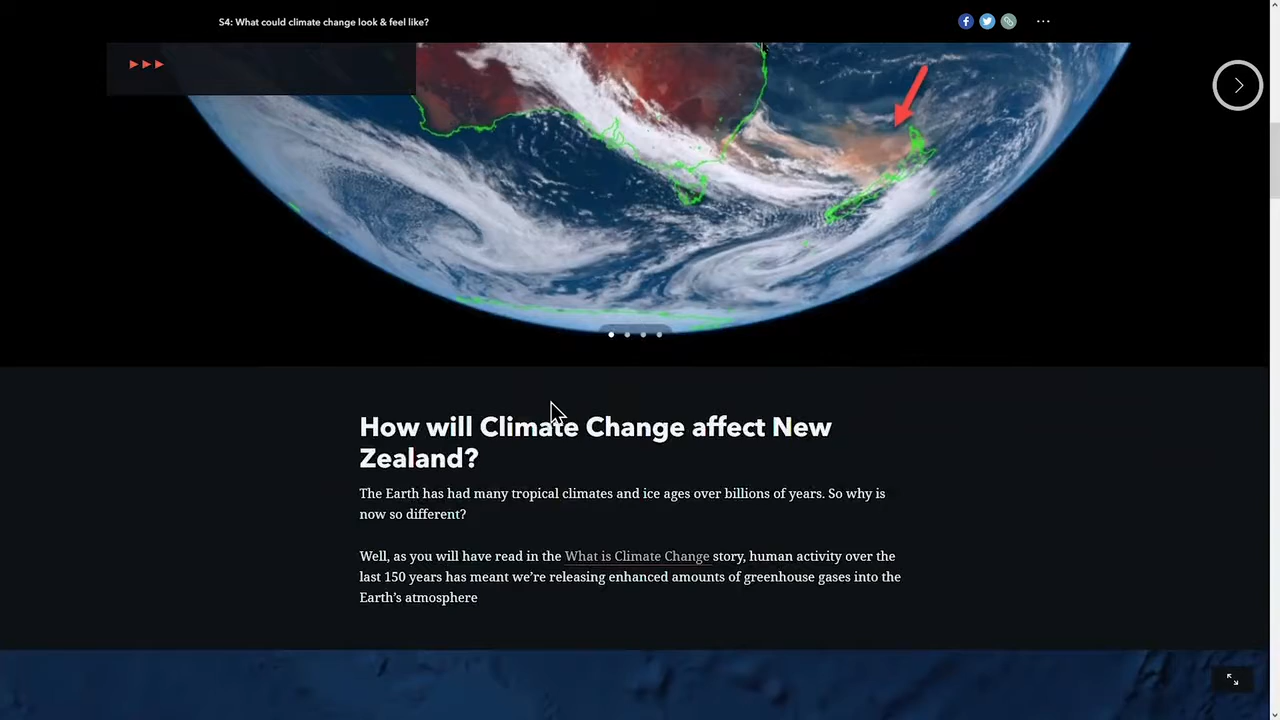 S4: What could climate change look & feel like?
How will Climate Change affect New
Zealand?
The Earth has had many tropical climates and ice ages over billions of years. So why is
now so different?
Well, as you will have read in the What is Climate Change story, human activity over the
last 150 years has meant we’re releasing enhanced amounts of greenhouse gases into the
Earth’s atmosphere